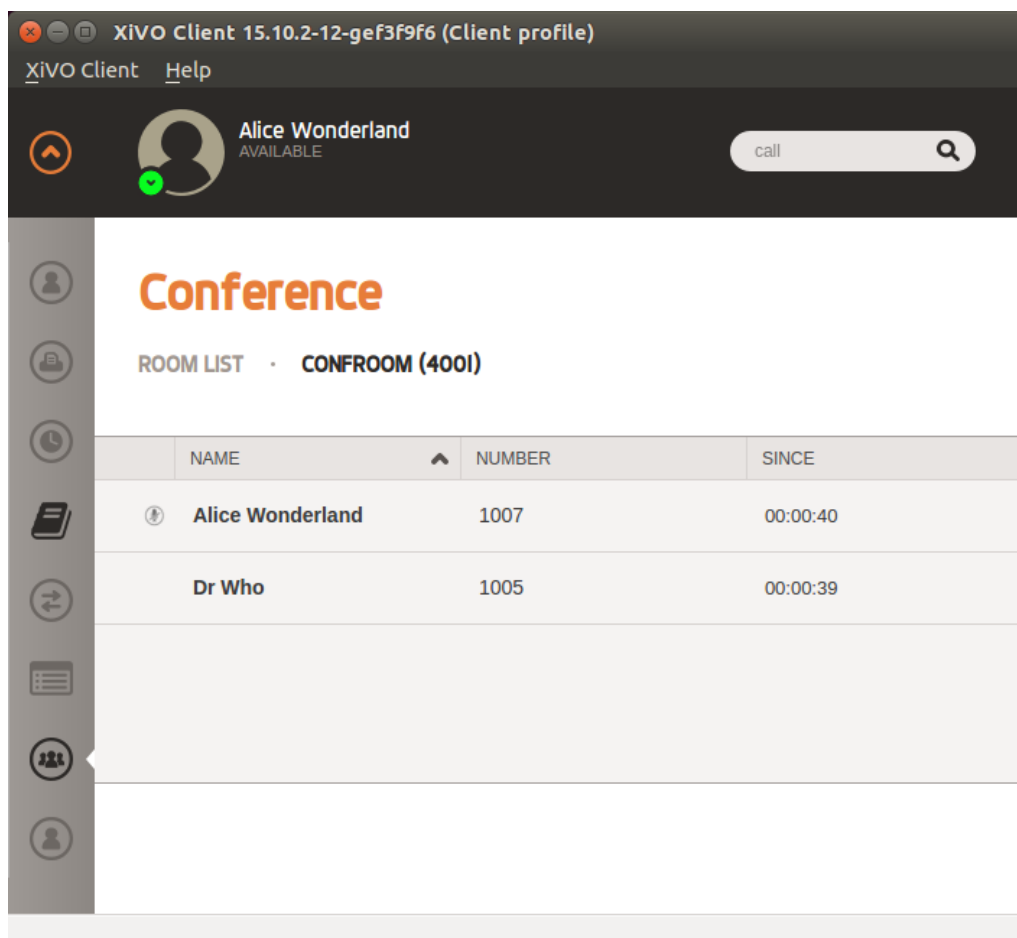 XiVO Client 15.10.2-12-gef3f9f6 (Client profile)
XiVO Client Help
Alice Wonderland
AVAILABLE
call
Conference
ROOM LIST · CONFROOM (4001)
NAME NUMBER SINCE
Alice Wonderland 1007 00:00:40
Dr Who 1005 00:00:39